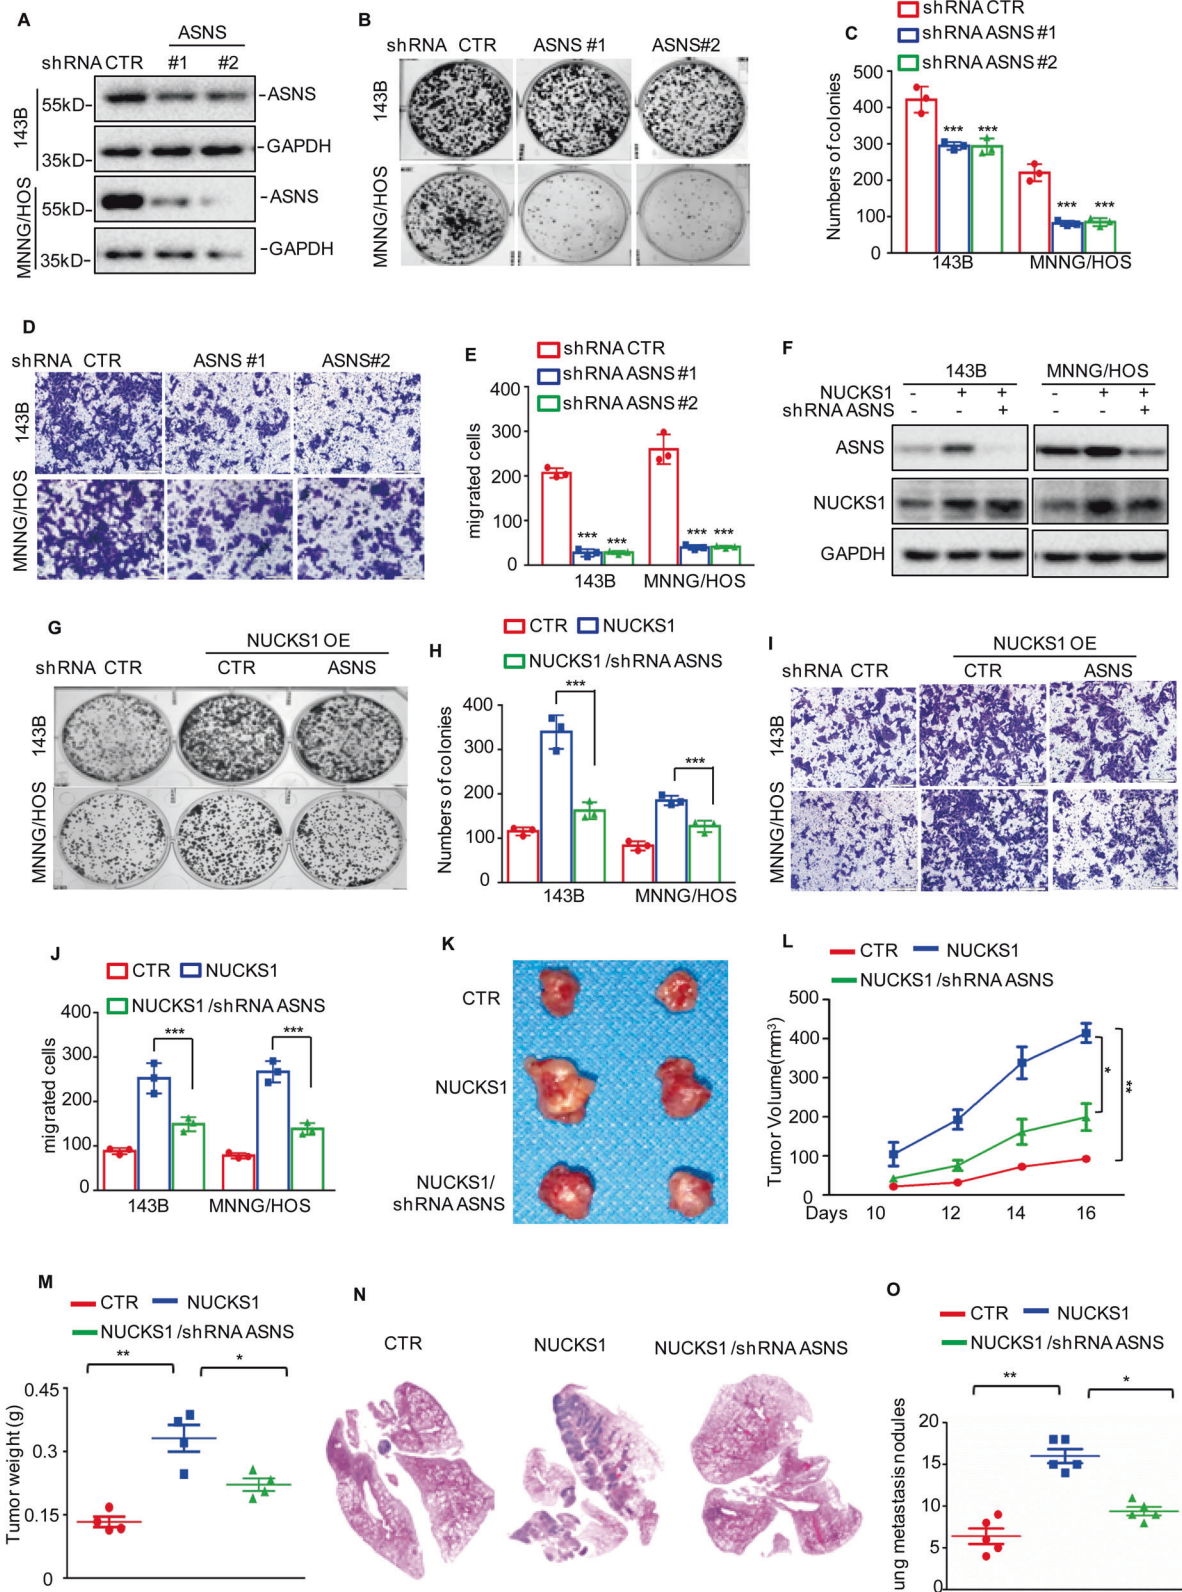 A
ASNS
shRNA CTR #1 #2
143B
55kD-
-ASNS
35kD-
-GAPDH
MNNG/HOS
55kD-
-ASNS
35kD-
-GAPDH
B
shRNA CTR ASNS #1 ASNS#2
143B
MNNG/HOS
C
shRNA CTR
shRNA ASNS #1
shRNA ASNS #2
Numbers of colonies
500
400
300
200
100
0
*** ***
*** ***
143B MNNG/HOS
D
shRNA CTR ASNS #1 ASNS#2
143B
MNNG/HOS
E
shRNA CTR
shRNA ASNS #1
shRNA ASNS #2
migrated cells
400
300
200
100
0
*** ***
*** ***
143B MNNG/HOS
F
143B MNNG/HOS
NUCKS1 - + + - + +
shRNA ASNS - - + - - +
ASNS
NUCKS1
GAPDH
G
NUCKS1 OE
shRNA CTR CTR ASNS
143B
MNNG/HOS
H
CTR NUCKS1
NUCKS1/shRNA ASNS
Numbers of colonies
400
300
200
100
0
***
***
143B MNNG/HOS
I
NUCKS1 OE
shRNA CTR CTR ASNS
143B
MNNG/HOS
J
CTR NUCKS1
NUCKS1/shRNA ASNS
migrated cells
400
300
200
100
0
***
***
143B MNNG/HOS
K
CTR
NUCKS1
NUCKS1/
shRNA ASNS
L
CTR NUCKS1
NUCKS1/shRNA ASNS
Tumor Volume(mm³)
500
400
300
200
100
0
*
**
Days 10 12 14 16
M
CTR NUCKS1
NUCKS1/shRNA ASNS
** *
Tumor weight (g)
0.45
0.3
0.15
0
N
CTR NUCKS1 NUCKS1/shRNA ASNS
O
CTR NUCKS1
NUCKS1/shRNA ASNS
** *
ung metastasis nodules
20
15
10
5
0